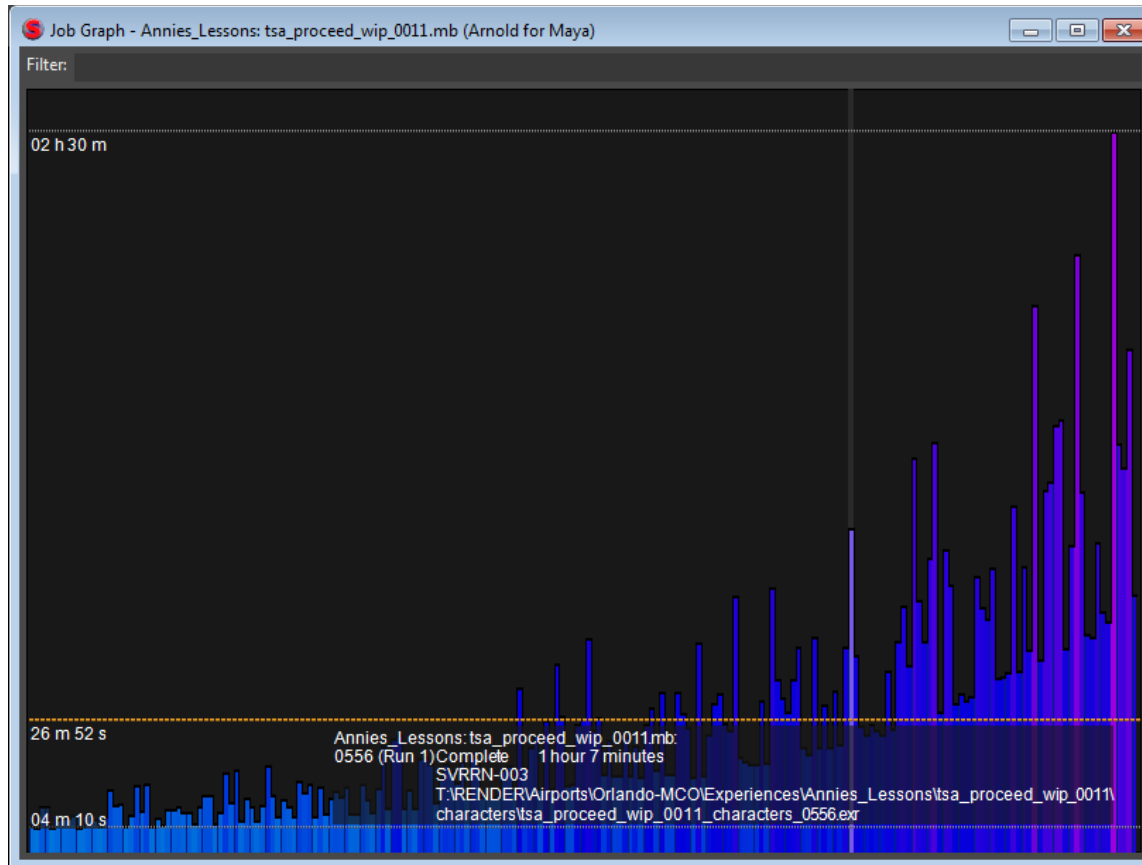 Job Graph - Annies_Lessons: tsa_proceed_wip_0011.mb (Arnold for Maya)
Filter:
02 h 30 m
26 m 52 s
Annies_Lessons: tsa_proceed_wip_0011.mb:
0556 (Run 1) Complete 1 hour 7 minutes
SVRRN-003
T:\RENDER\Airports\Orlando-MCO\Experiences\Annies_Lessons\tsa_proceed_wip_0011\
characters\tsa_proceed_wip_0011_characters_0556.exr
04 m 10 s